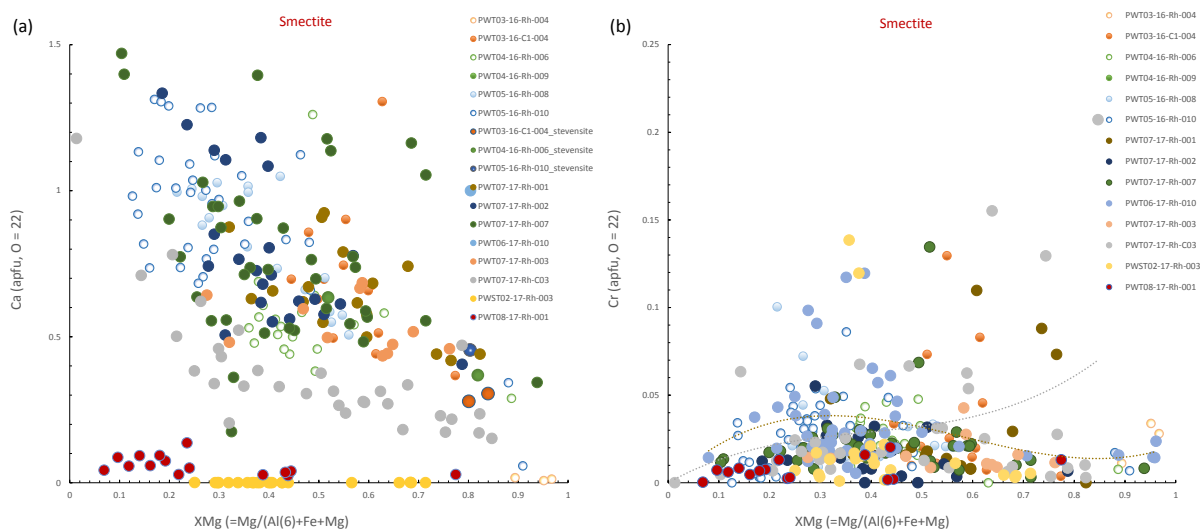 (a)
Smectite
Ca (apfu, O = 22)
1.5
1
0.5
0
0
0.1
0.2
0.3
0.4
0.5
0.6
0.7
0.8
0.9
1
XMg (=Mg/(Al(6)+Fe+Mg)
PWT03-16-Rh-004
PWT03-16-C1-004
PWT04-16-Rh-006
PWT04-16-Rh-009
PWT05-16-Rh-008
PWT05-16-Rh-010
PWT03-16-C1-004_stevensite
PWT04-16-Rh-006_stevensite
PWT05-16-Rh-010_stevensite
PWT07-17-Rh-001
PWT07-17-Rh-002
PWT07-17-Rh-007
PWT06-17-Rh-010
PWT07-17-Rh-003
PWT07-17-Rh-C03
PWST02-17-Rh-003
PWT08-17-Rh-001
(b)
Smectite
Cr (apfu, O = 22)
0.25
0.2
0.15
0.1
0.05
0
0
0.1
0.2
0.3
0.4
0.5
0.6
0.7
0.8
0.9
1
XMg (=Mg/(Al(6)+Fe+Mg)
PWT03-16-Rh-004
PWT03-16-C1-004
PWT04-16-Rh-006
PWT04-16-Rh-009
PWT05-16-Rh-008
PWT05-16-Rh-010
PWT07-17-Rh-001
PWT07-17-Rh-002
PWT07-17-Rh-007
PWT06-17-Rh-010
PWT07-17-Rh-003
PWT07-17-Rh-C03
PWST02-17-Rh-003
PWT08-17-Rh-001